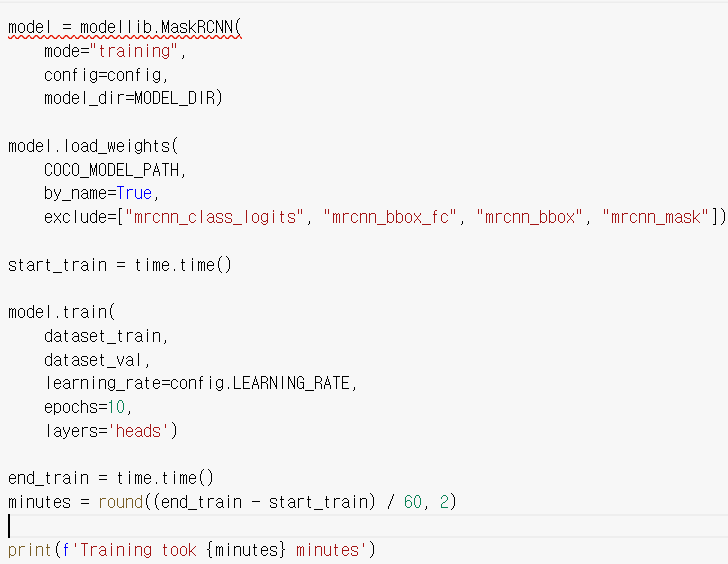 model = modellib.MaskRCNN(
    mode="training",
    config=config,
    model_dir=MODEL_DIR)

model.load_weights(
    COCO_MODEL_PATH,
    by_name=True,
    exclude=["mrcnn_class_logits", "mrcnn_bbox_fc", "mrcnn_bbox", "mrcnn_mask"])

start_train = time.time()

model.train(
    dataset_train,
    dataset_val,
    learning_rate=config.LEARNING_RATE,
    epochs=10,
    layers='heads')

end_train = time.time()
minutes = round((end_train - start_train) / 60, 2)

print(f'Training took {minutes} minutes')